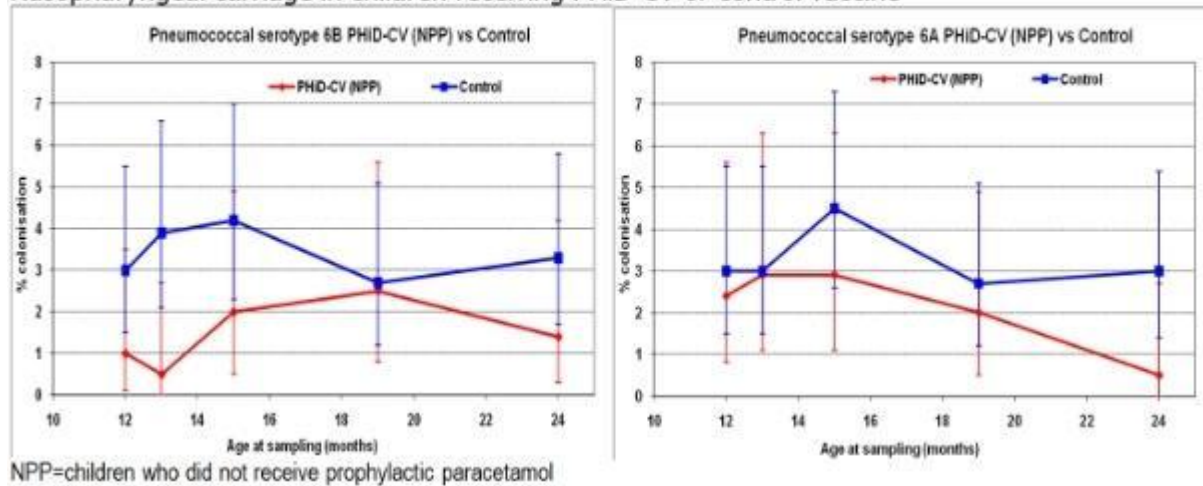 Pneumococcal serotype 6B PHiD-CV (NPP) vs Control
PHiD-CV (NPP)
Control
% colonisation
8
7
6
5
4
3
2
1
0
10 12 14 16 18 20 22 24
Age at sampling (months)
Pneumococcal serotype 6A PHiD-CV (NPP) vs Control
PHiD-CV (NPP)
Control
% colonisation
8
7
6
5
4
3
2
1
0
10 12 14 16 18 20 22 24
Age at sampling (months)
NPP=children who did not receive prophylactic paracetamol